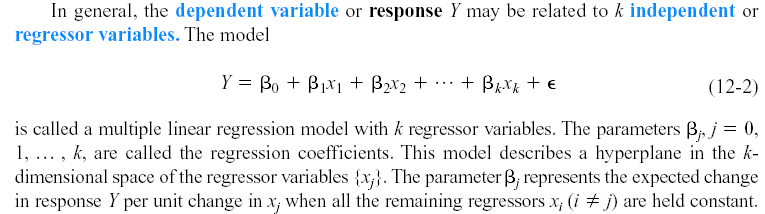 In general, the dependent variable or response Y may be related to k independent or
regressor variables. The model
Y = β₀ + β₁x₁ + β₂x₂ + ⋯ + βₖxₖ + ϵ (12-2)
is called a multiple linear regression model with k regressor variables. The parameters βⱼ, j = 0,
1, … , k, are called the regression coefficients. This model describes a hyperplane in the k-
dimensional space of the regressor variables {xⱼ}. The parameter βⱼ represents the expected change
in response Y per unit change in xⱼ when all the remaining regressors xᵢ (i ≠ j) are held constant.